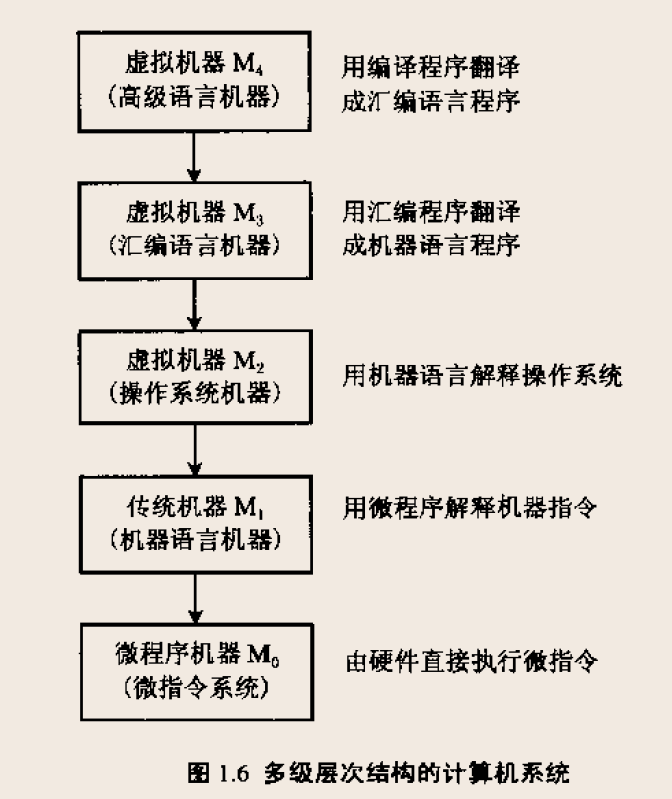 虚拟机器 M₄
(高级语言机器)
用编译程序翻译
成汇编语言程序
虚拟机器 M₃
(汇编语言机器)
用汇编程序翻译
成机器语言程序
虚拟机器 M₂
(操作系统机器)
用机器语言解释操作系统
传统机器 M₁
(机器语言机器)
用微程序解释机器指令
微程序机器 M₀
(微指令系统)
由硬件直接执行微指令
图 1.6 多级层次结构的计算机系统